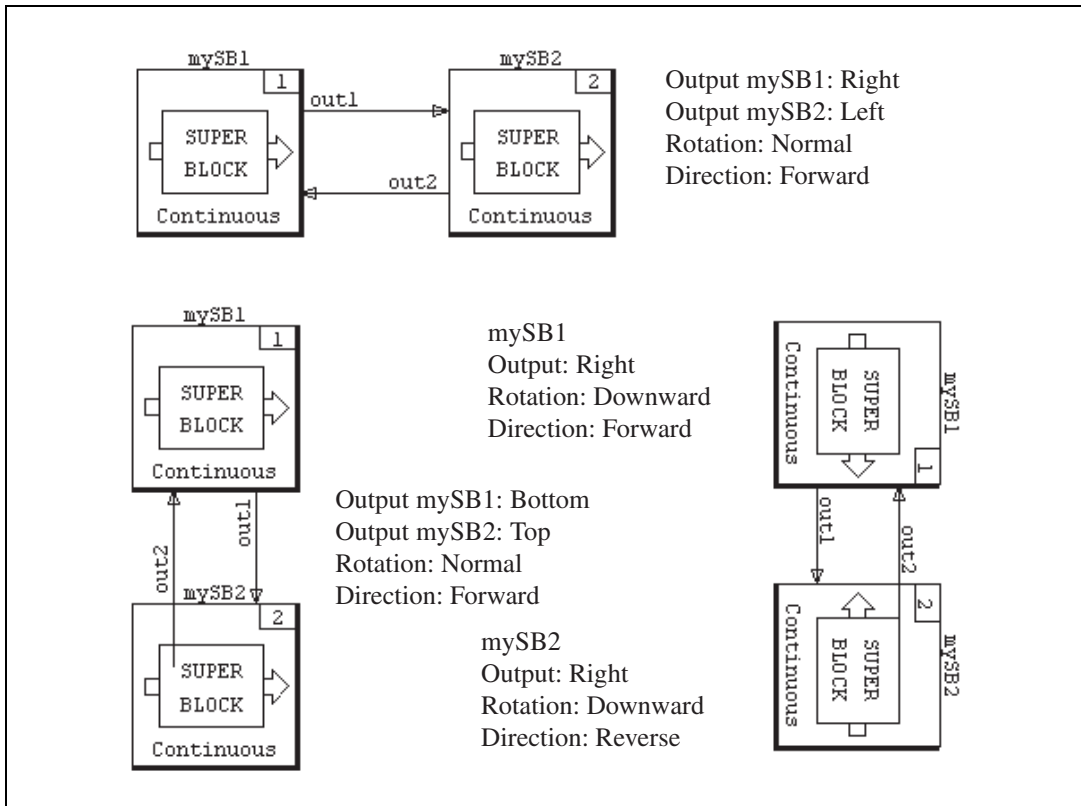 mySB1
1
SUPER
BLOCK
Continuous
out1
out2
mySB2
2
SUPER
BLOCK
Continuous
Output mySB1: Right
Output mySB2: Left
Rotation: Normal
Direction: Forward
mySB1
1
SUPER
BLOCK
Continuous
out2
out1
mySB2
2
SUPER
BLOCK
Continuous
Output mySB1: Bottom
Output mySB2: Top
Rotation: Normal
Direction: Forward
mySB1
Output: Right
Rotation: Downward
Direction: Forward
mySB2
Output: Right
Rotation: Downward
Direction: Reverse
mySB1
1
SUPER
BLOCK
Continuous
out1
out2
mySB2
2
SUPER
BLOCK
Continuous